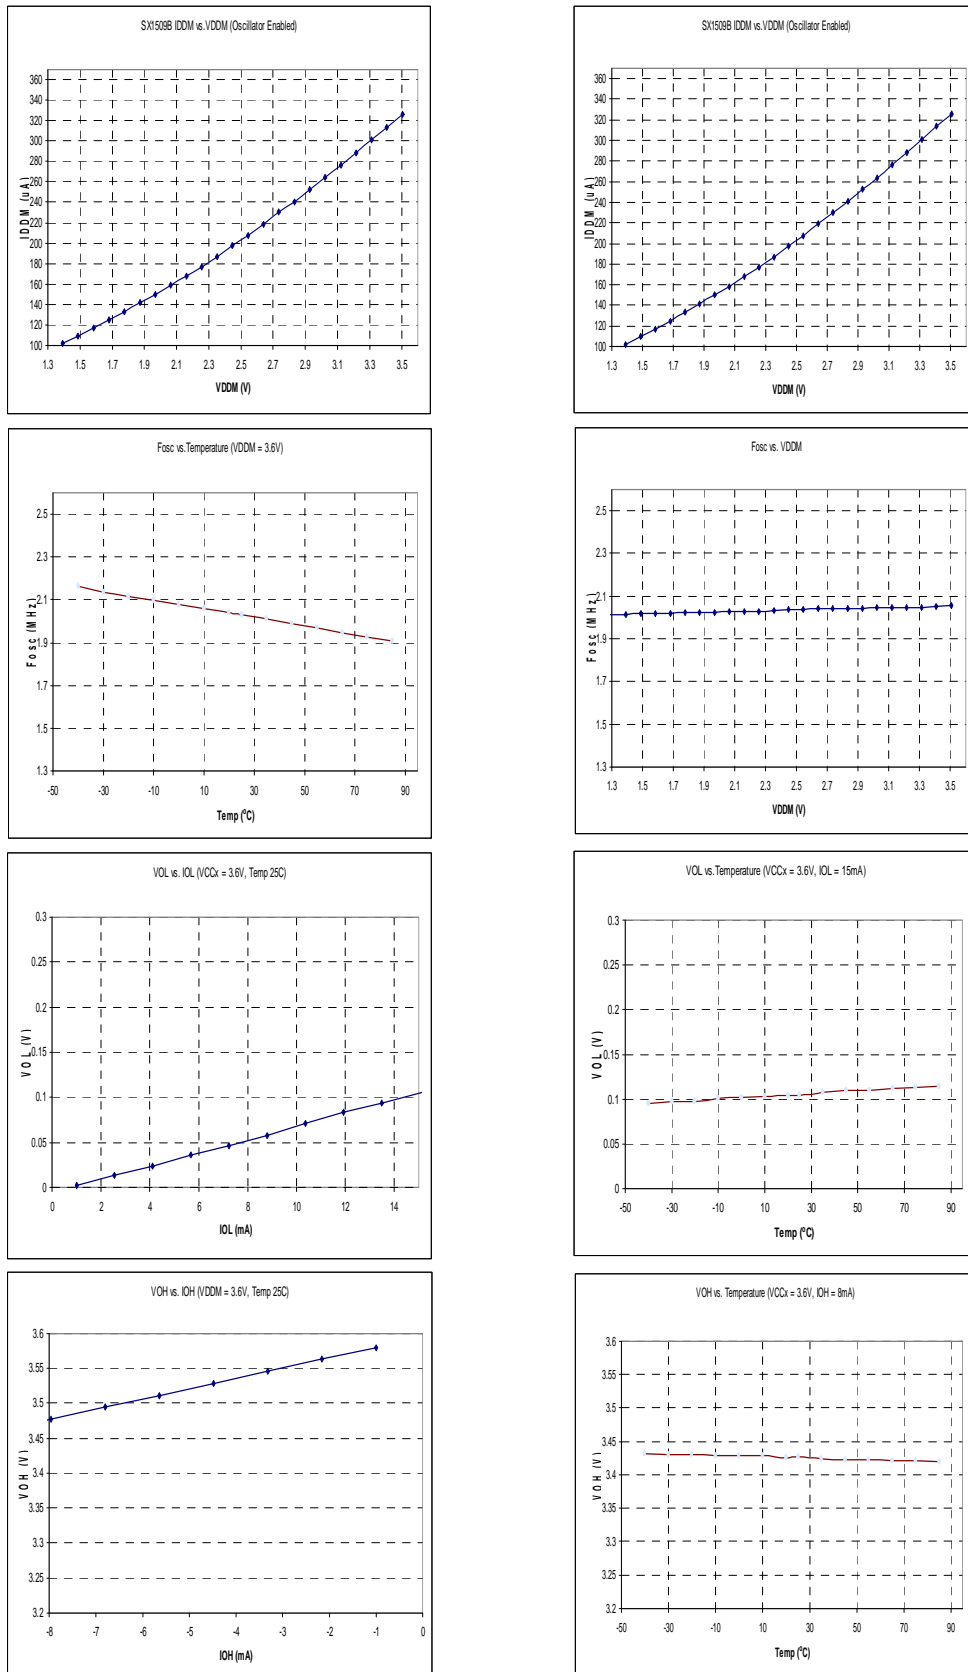 SX1509B IDDM vs. VDDM (Oscillator Enabled)
IDDM (uA)
360
340
320
300
280
260
240
220
200
180
160
140
120
100
1.3 1.5 1.7 1.9 2.1 2.3 2.5 2.7 2.9 3.1 3.3 3.5
VDDM (V)
SX1509B IDDM vs. VDDM (Oscillator Enabled)
IDDM (uA)
360
340
320
300
280
260
240
220
200
180
160
140
120
100
1.3 1.5 1.7 1.9 2.1 2.3 2.5 2.7 2.9 3.1 3.3 3.5
VDDM (V)
Fosc vs. Temperature (VDDM = 3.6V)
Fosc (MHz)
2.5
2.3
2.1
1.9
1.7
1.5
1.3
-50 -30 -10 10 30 50 70 90
Temp (°C)
Fosc vs. VDDM
Fosc (MHz)
2.5
2.3
2.1
1.9
1.7
1.5
1.3
1.3 1.5 1.7 1.9 2.1 2.3 2.5 2.7 2.9 3.1 3.3 3.5
VDDM (V)
VOL vs. IOL (VCCx = 3.6V, Temp 25C)
VOL (V)
0.3
0.25
0.2
0.15
0.1
0.05
0
0 2 4 6 8 10 12 14
IOL (mA)
VOL vs. Temperature (VCCx = 3.6V, IOL = 15mA)
VOL (V)
0.3
0.25
0.2
0.15
0.1
0.05
0
-50 -30 -10 10 30 50 70 90
Temp (°C)
VOH vs. IOH (VDDM = 3.6V, Temp 25C)
VOH (V)
3.6
3.55
3.5
3.45
3.4
3.35
3.3
3.25
3.2
-8 -7 -6 -5 -4 -3 -2 -1 0
IOH (mA)
VOH vs. Temperature (VCCx = 3.6V, IOH = 8mA)
VOH (V)
3.6
3.55
3.5
3.45
3.4
3.35
3.3
3.25
3.2
-50 -30 -10 10 30 50 70 90
Temp (°C)